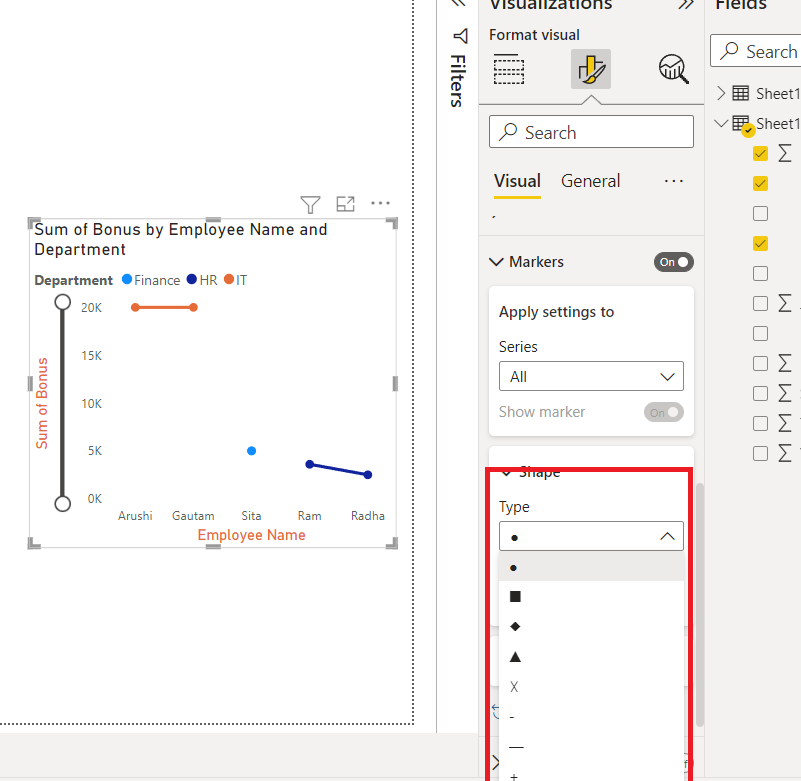 Visualizations
Fields
Format visual
Filters
Search
Search
Sheet1
Sheet1
Visual
General
Sum of Bonus by Employee Name and
Department
Department
Finance
HR
IT
20K
15K
10K
5K
0K
Sum of Bonus
Arushi
Gautam
Sita
Ram
Radha
Employee Name
Markers
On
Apply settings to
Series
All
Show marker
On
Shape
Type
X
-
—
+